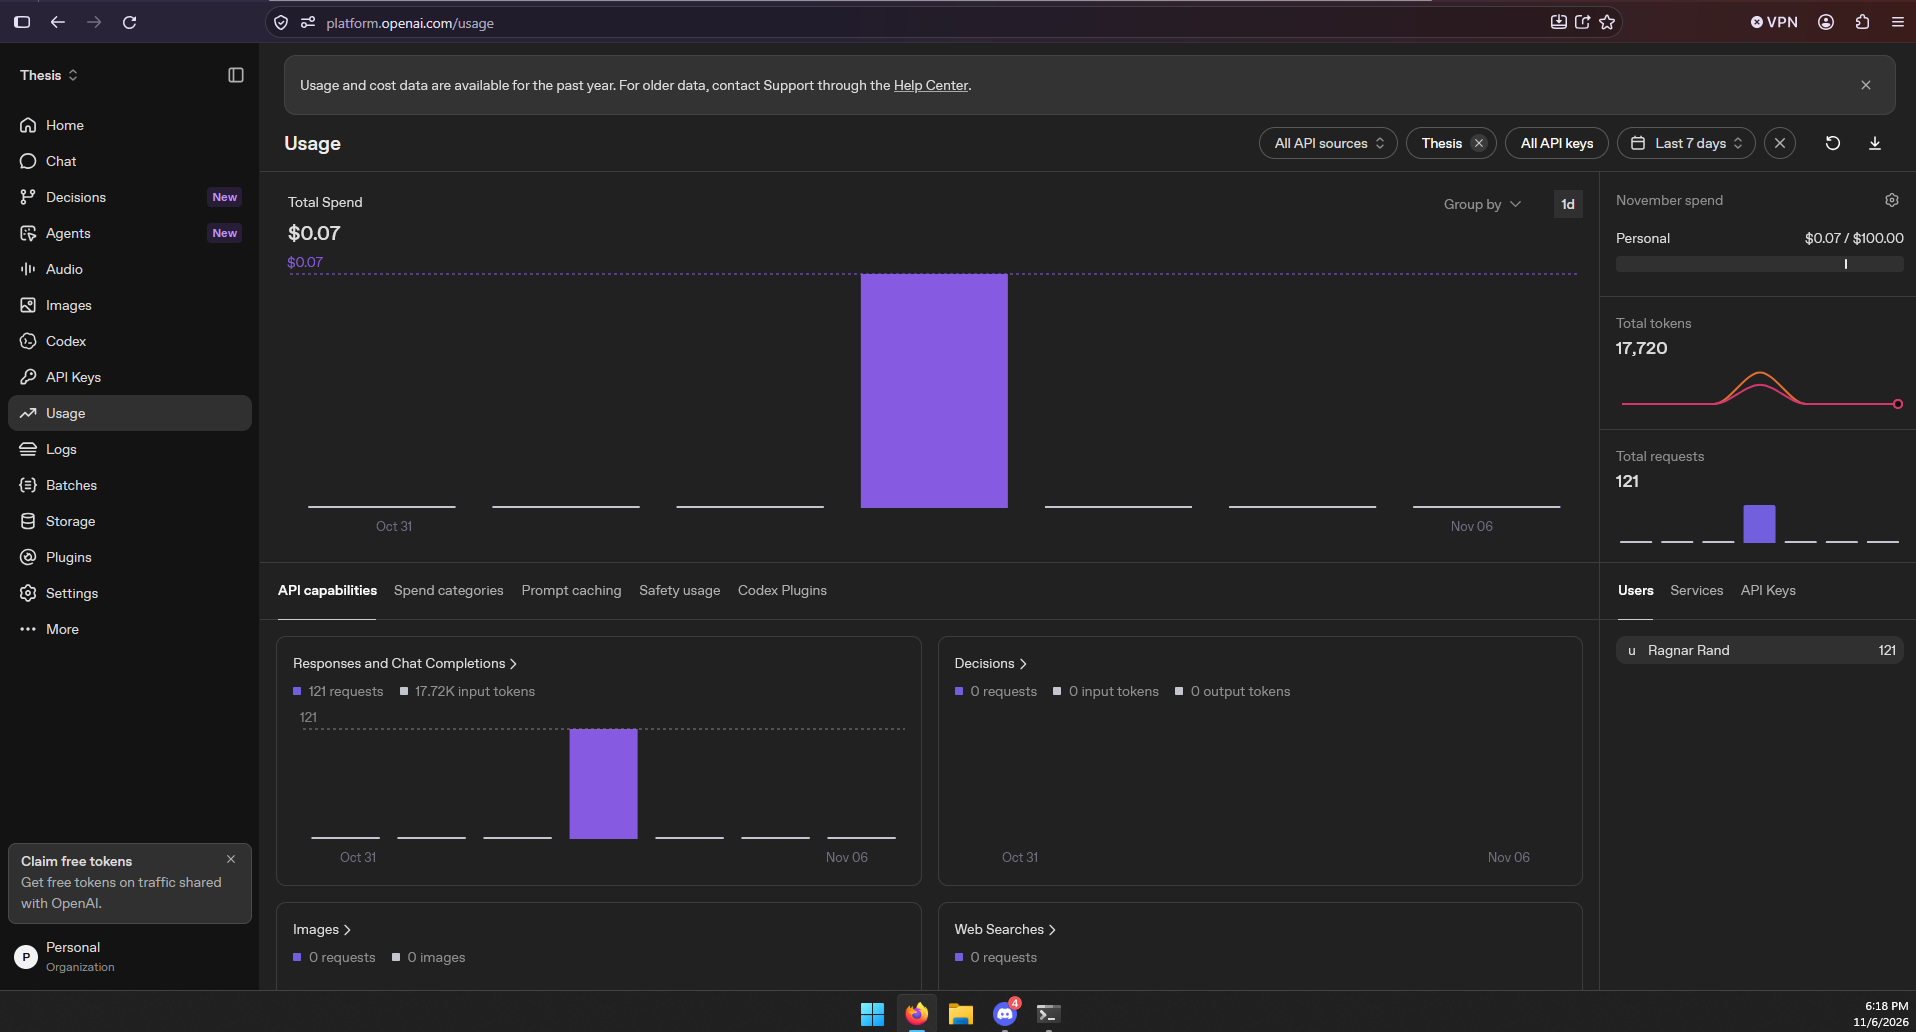 platform.openai.com/usage
VPN
Thesis
Home
Chat
Decisions New
Agents New
Audio
Images
Codex
API Keys
Usage
Logs
Batches
Storage
Plugins
Settings
More
Claim free tokens
Get free tokens on traffic shared
with OpenAI.
P
Personal
Organization
Usage and cost data are available for the past year. For older data, contact Support through the Help Center.
Usage
All API sources
Thesis
All API keys
Last 7 days
Total Spend
$0.07
$0.07
Group by
1d
Oct 31
Nov 06
November spend
Personal
$0.07 / $100.00
Total tokens
17,720
Total requests
121
API capabilities
Spend categories
Prompt caching
Safety usage
Codex Plugins
Users
Services
API Keys
u Ragnar Rand 121
Responses and Chat Completions
121 requests
17.72K input tokens
121
Oct 31
Nov 06
Decisions
0 requests
0 input tokens
0 output tokens
Oct 31
Nov 06
Images
0 requests
0 images
Web Searches
0 requests
4
6:18 PM
11/6/2026